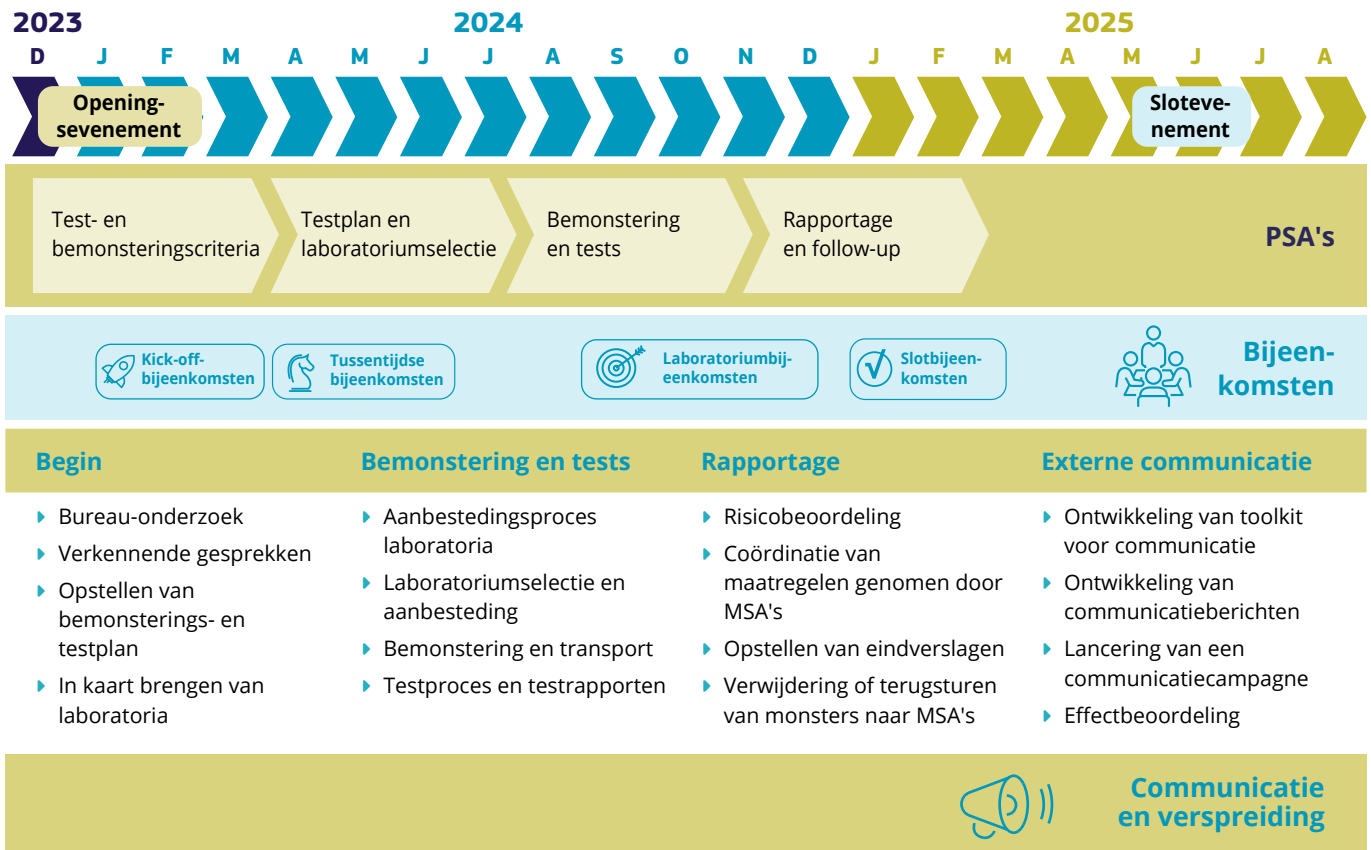 2023 2024 2025
D J F M A M J J A S O N D J F M A M J J A
Opening-
sevenement
Sloteve-
nement
Test- en
bemonsteringscriteria
Testplan en
laboratoriumselectie
Bemonstering
en tests
Rapportage
en follow-up
PSA's
Kick-off-
bijeenkomsten
Tussentijdse
bijeenkomsten
Laboratoriumbij-
eenkomsten
Slotbijeen-
komsten
Bijeen-
komsten
Begin
Bureau-onderzoek
Verkennende gesprekken
Opstellen van
bemonsterings- en
testplan
In kaart brengen van
laboratoria
Bemonstering en tests
Aanbestedingsproces
laboratoria
Laboratoriumselectie en
aanbesteding
Bemonstering en transport
Testproces en testrapporten
Rapportage
Risicobeoordeling
Coördinatie van
maatregelen genomen door
MSA's
Opstellen van eindverslagen
Verwijdering of terugsturen
van monsters naar MSA's
Externe communicatie
Ontwikkeling van toolkit
voor communicatie
Ontwikkeling van
communicatieberichten
Lancering van een
communicatiecampagne
Effectbeoordeling
Communicatie
en verspreiding